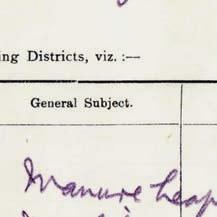 ing Districts, viz. :—
General Subject.
Manure heap